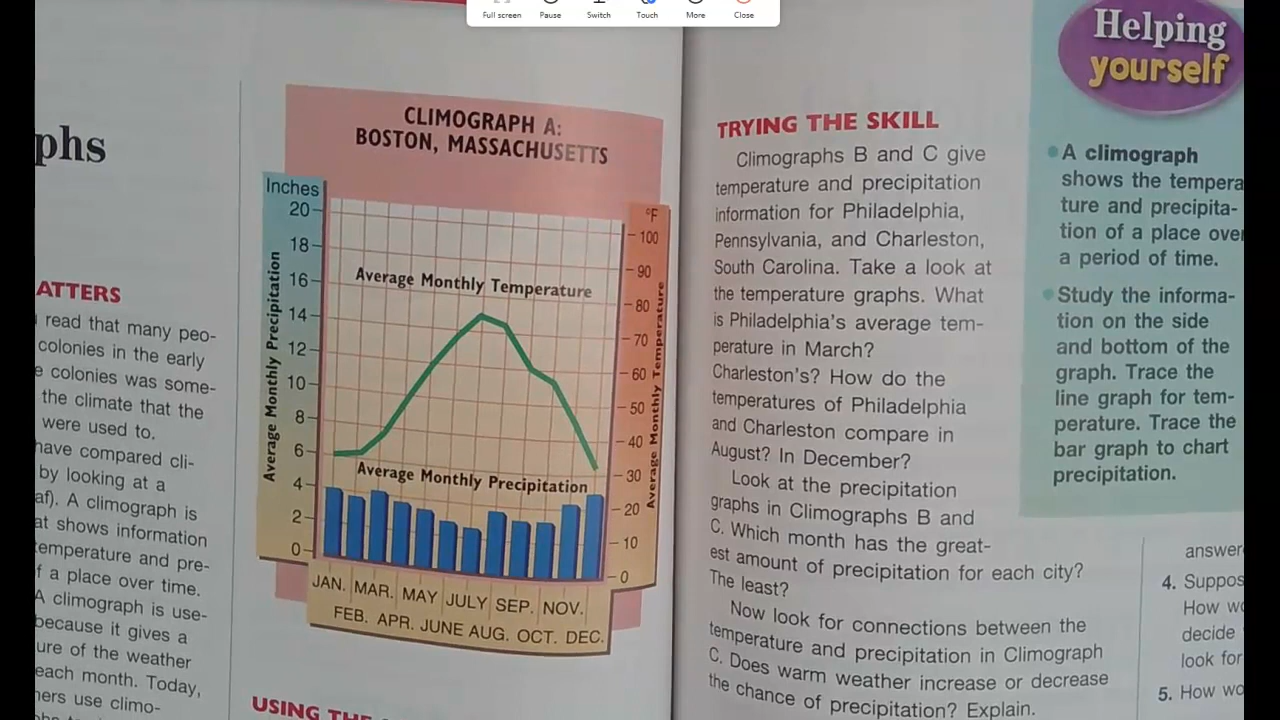 Full screen Pause Switch Touch More Close
phs
ATTERS
read that many peo-
colonies in the early
colonies was some-
the climate that the
were used to.
have compared cli-
by looking at a
A climograph is
shows information
temperature and pre-
of a place over time.
A climograph is use-
because it gives a
of the weather
each month. Today,
use climo-
CLIMOGRAPH A:
BOSTON, MASSACHUSETTS
Inches
20
18
16
14
12
10
8
6
4
2
0
Average Monthly Precipitation
Average Monthly Temperature
Average Monthly Precipitation
°F
100
90
80
70
60
50
40
30
20
10
0
Average Monthly Temperature
JAN. MAR. MAY JULY SEP. NOV.
FEB. APR. JUNE AUG. OCT. DEC.
USING THE
TRYING THE SKILL
Climographs B and C give
temperature and precipitation
information for Philadelphia,
Pennsylvania, and Charleston,
South Carolina. Take a look at
the temperature graphs. What
is Philadelphia's average tem-
perature in March?
Charleston's? How do the
temperatures of Philadelphia
and Charleston compare in
August? In December?
Look at the precipitation
graphs in Climographs B and
C. Which month has the great-
est amount of precipitation for each city?
The least?
Now look for connections between the
temperature and precipitation in Climograph
C. Does warm weather increase or decrease
the chance of precipitation? Explain.
Helping
yourself
A climograph
shows the tempera
ture and precipita-
tion of a place over
a period of time.
Study the informa-
tion on the side
and bottom of the
graph. Trace the
line graph for tem-
perature. Trace the
bar graph to chart
precipitation.
answer
4. Suppos
How wo
decide
look for
5. How wo